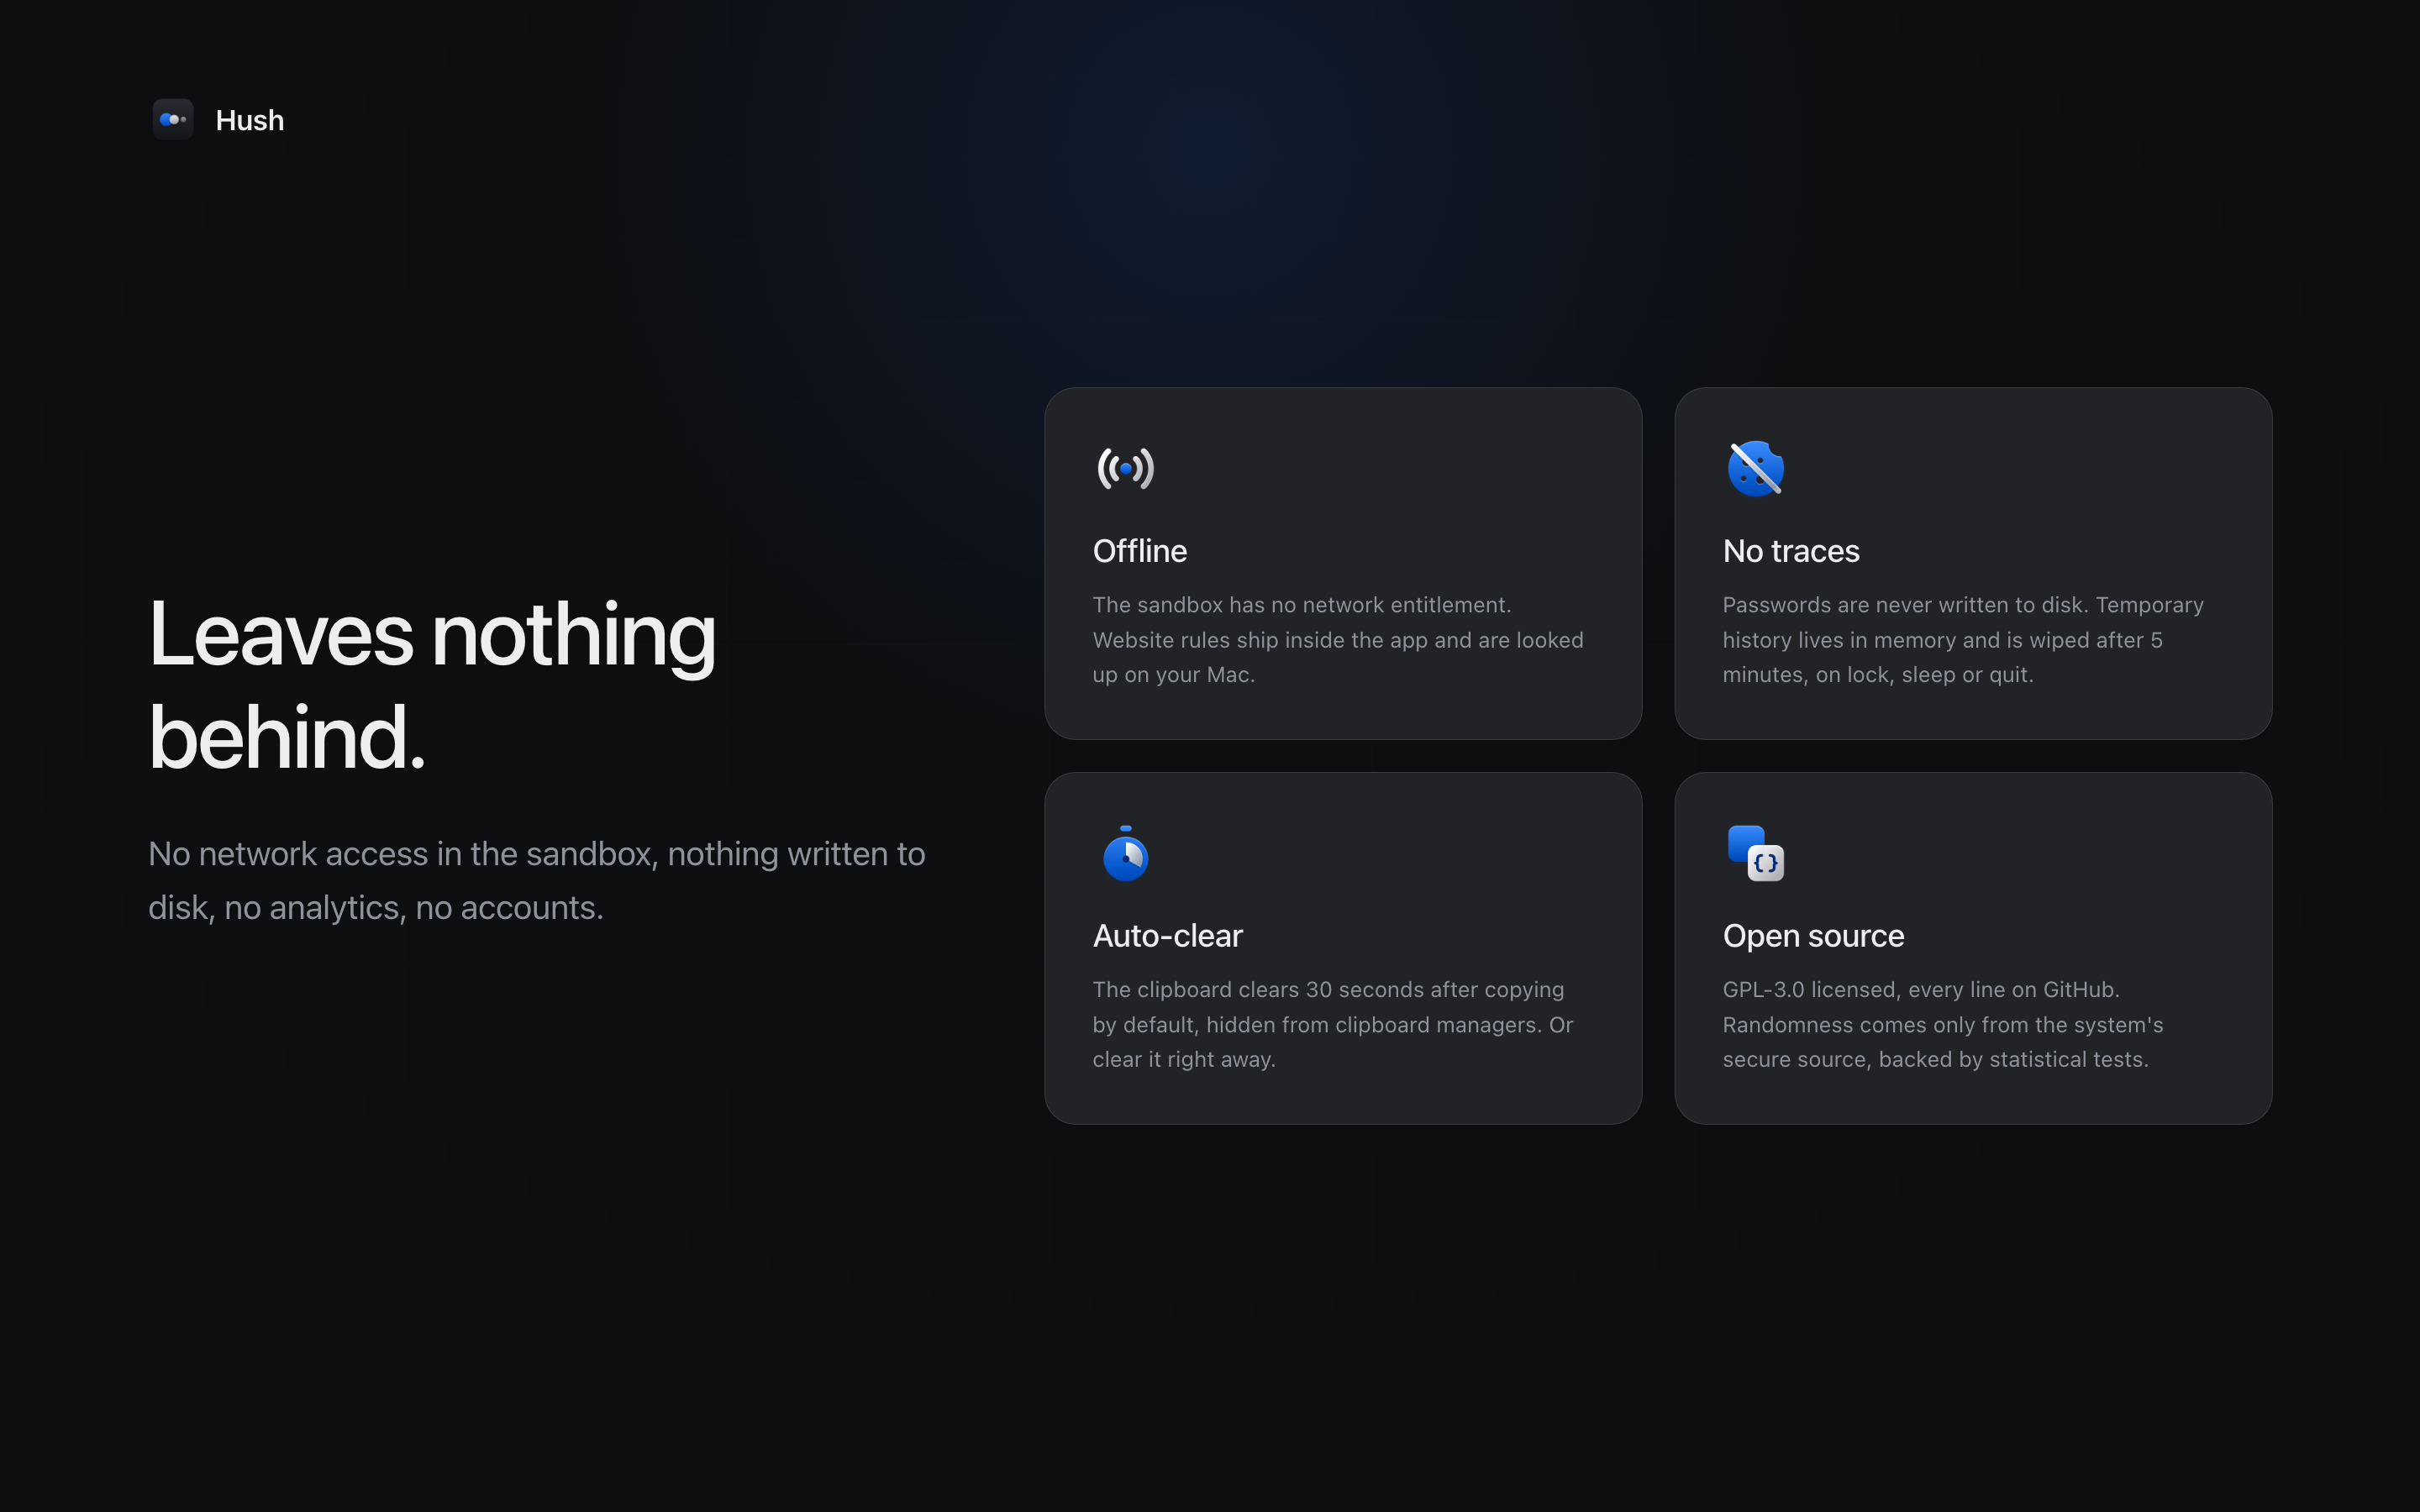 Hush
Leaves nothing
behind.
No network access in the sandbox, nothing written to
disk, no analytics, no accounts.
Offline
The sandbox has no network entitlement.
Website rules ship inside the app and are looked
up on your Mac.
No traces
Passwords are never written to disk. Temporary
history lives in memory and is wiped after 5
minutes, on lock, sleep or quit.
Auto-clear
The clipboard clears 30 seconds after copying
by default, hidden from clipboard managers. Or
clear it right away.
{}
Open source
GPL-3.0 licensed, every line on GitHub.
Randomness comes only from the system's
secure source, backed by statistical tests.